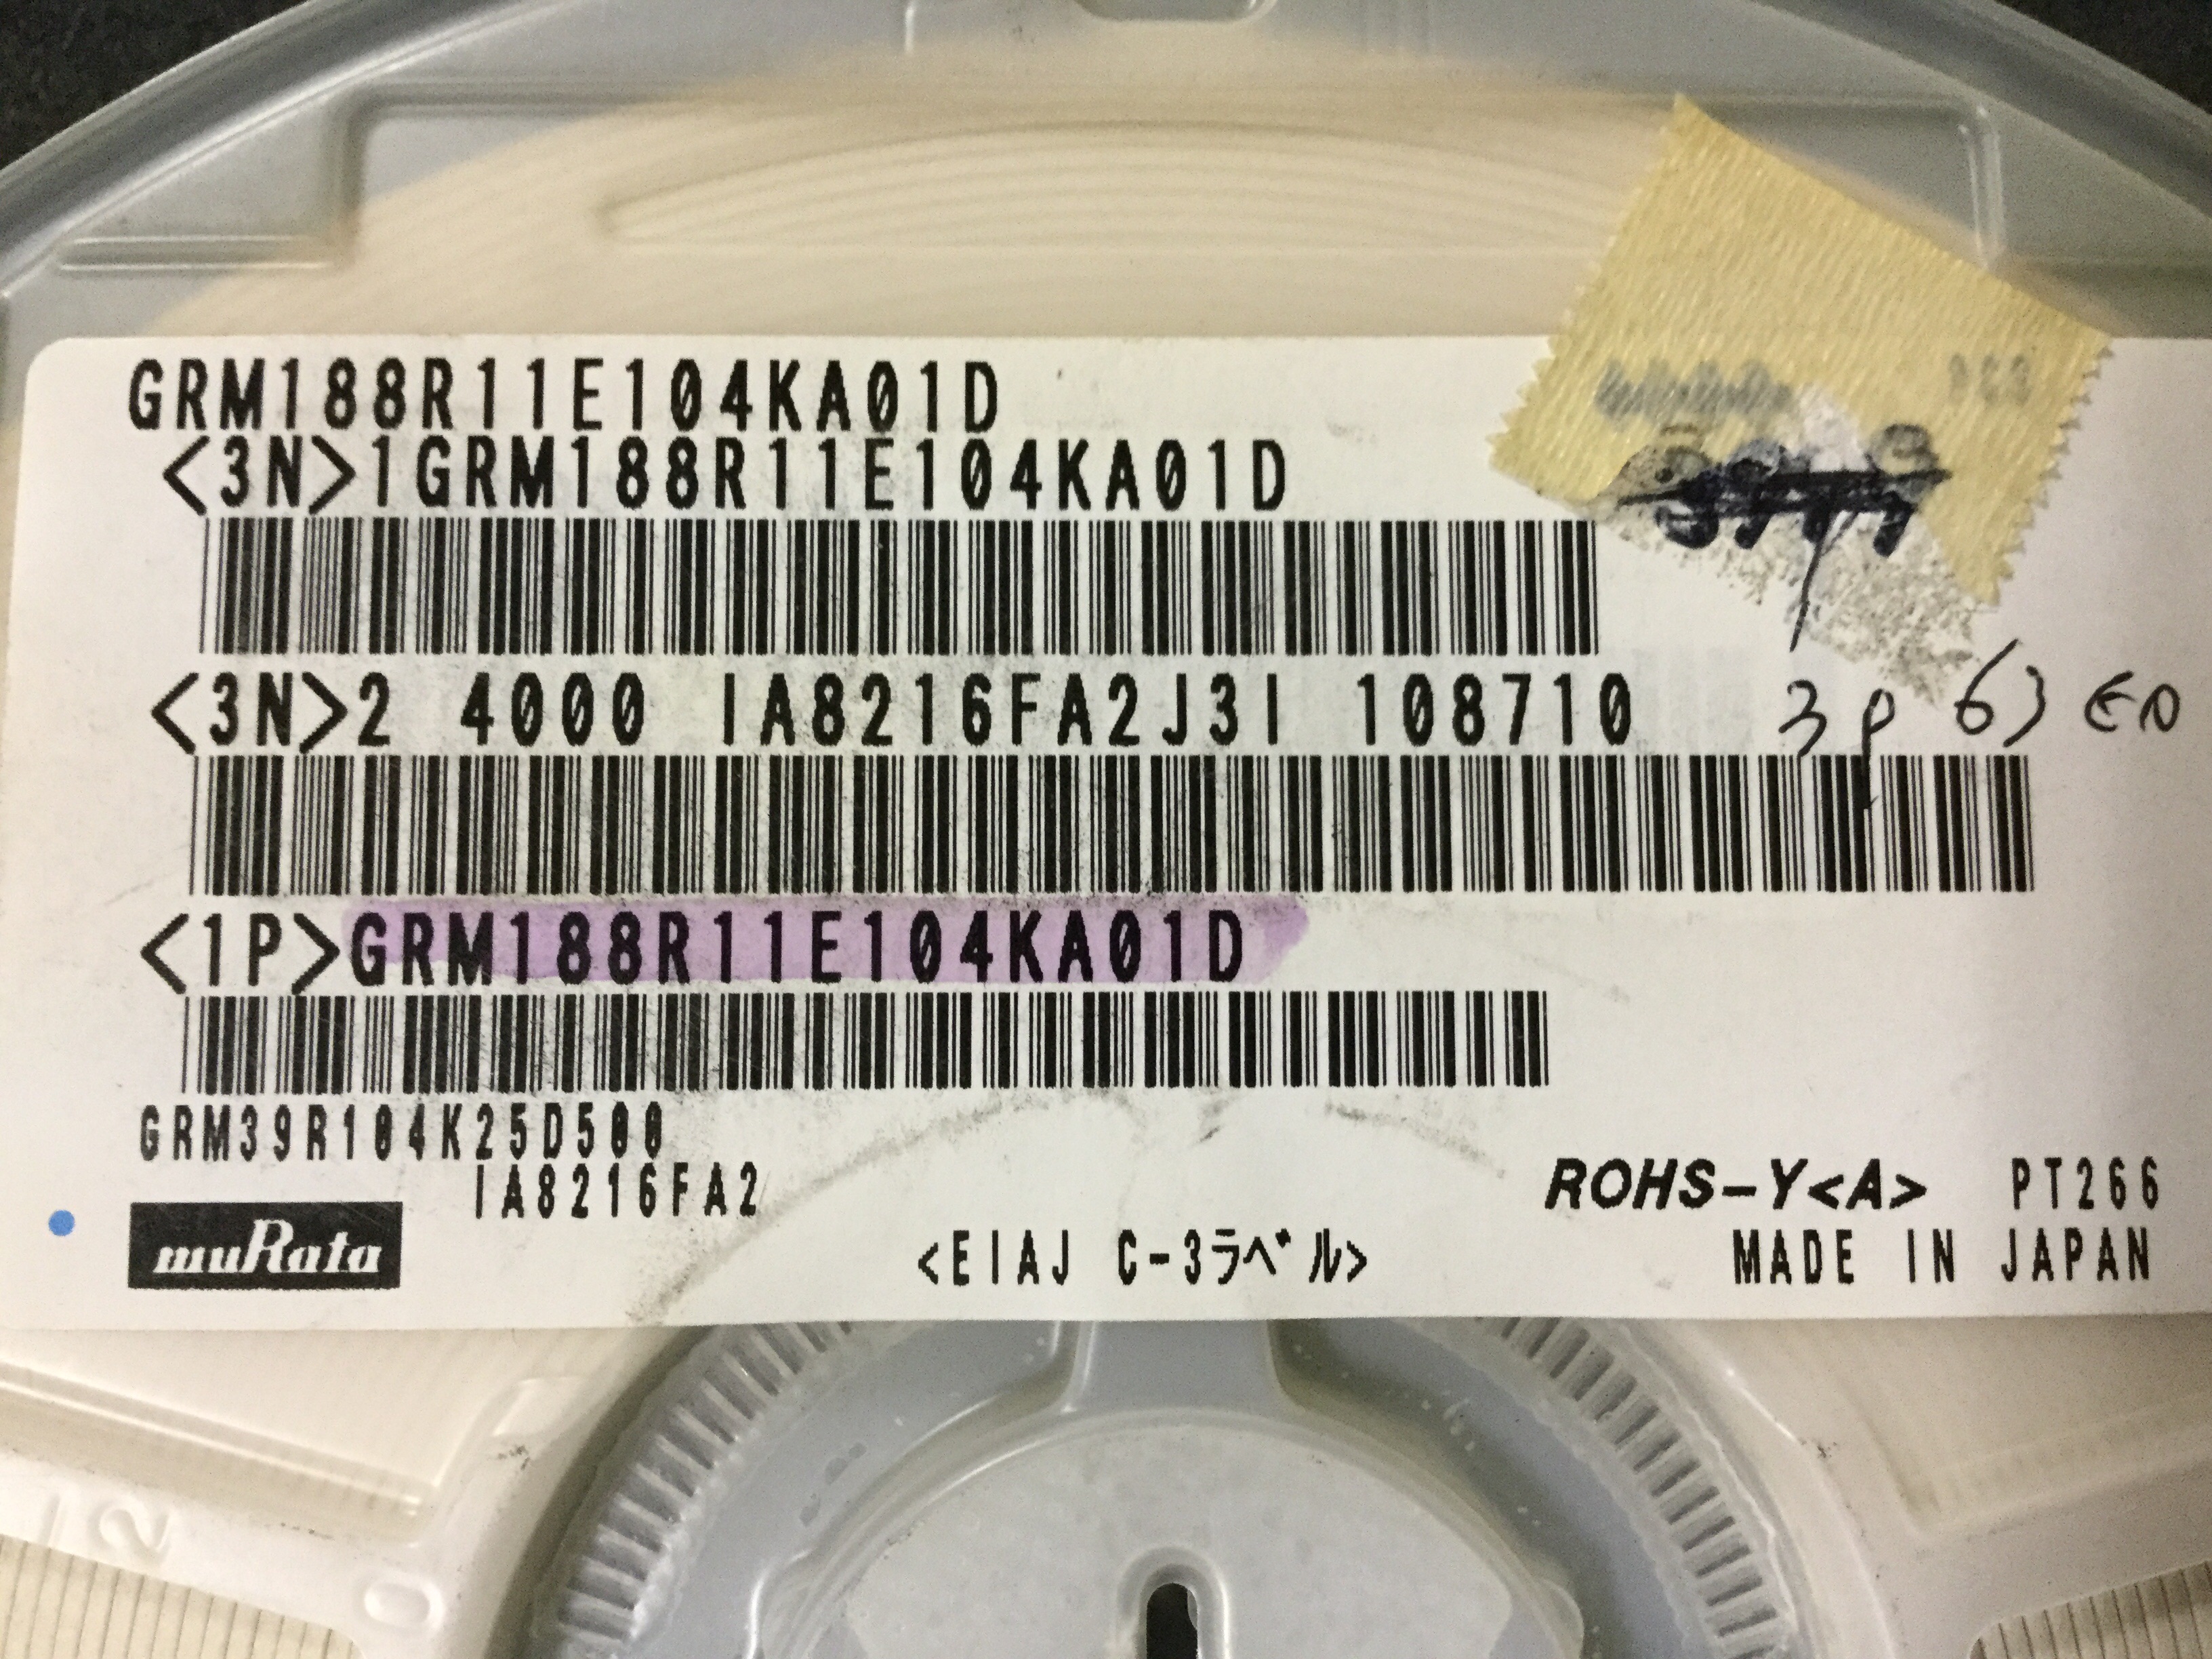 GRM188R11E104KA01D
<3N>1GRM188R11E104KA01D
<3N>2 4000 IA8216FA2J3I 108710
<1P>GRM188R11E104KA01D
GRM39R104K25D500
IA8216FA2
ROHS-Y<A> PT266
muRata
<EIAJ C-3ラベル>
MADE IN JAPAN